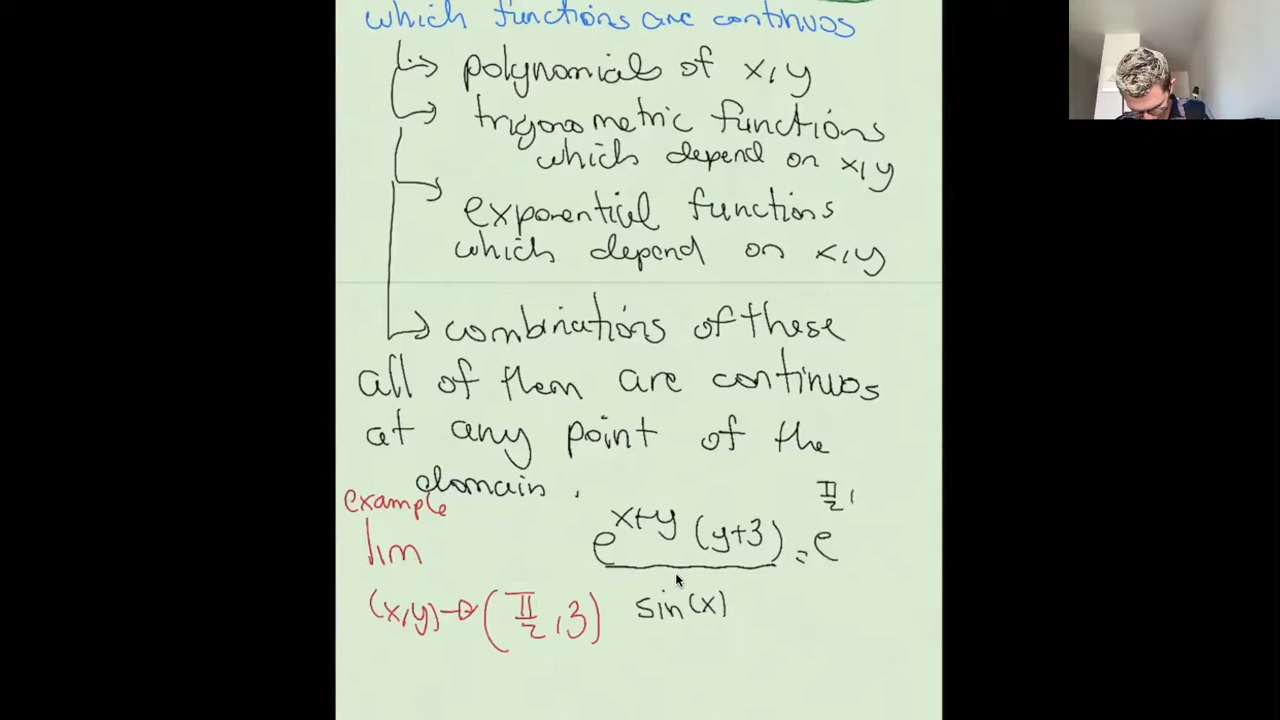 which functions are continuos
polynomials of x,y
trigonometric functions
which depend on x,y
exponential functions
which depend on x,y
combinations of these
all of them are continuos
at any point of the
domain.
example
lim
(x,y)→(π/2,3)
e^{x+y} (y+3) = e^{π/2
sin(x)